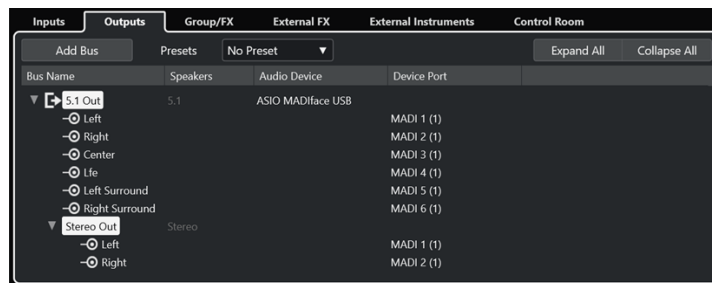 Inputs Outputs Group/FX External FX External Instruments Control Room
Add Bus Presets No Preset Expand All Collapse All
Bus Name Speakers Audio Device Device Port
5.1 Out 5.1 ASIO MADIface USB
Left MADI 1 (1)
Right MADI 2 (1)
Center MADI 3 (1)
Lfe MADI 4 (1)
Left Surround MADI 5 (1)
Right Surround MADI 6 (1)
Stereo Out Stereo
Left MADI 1 (1)
Right MADI 2 (1)